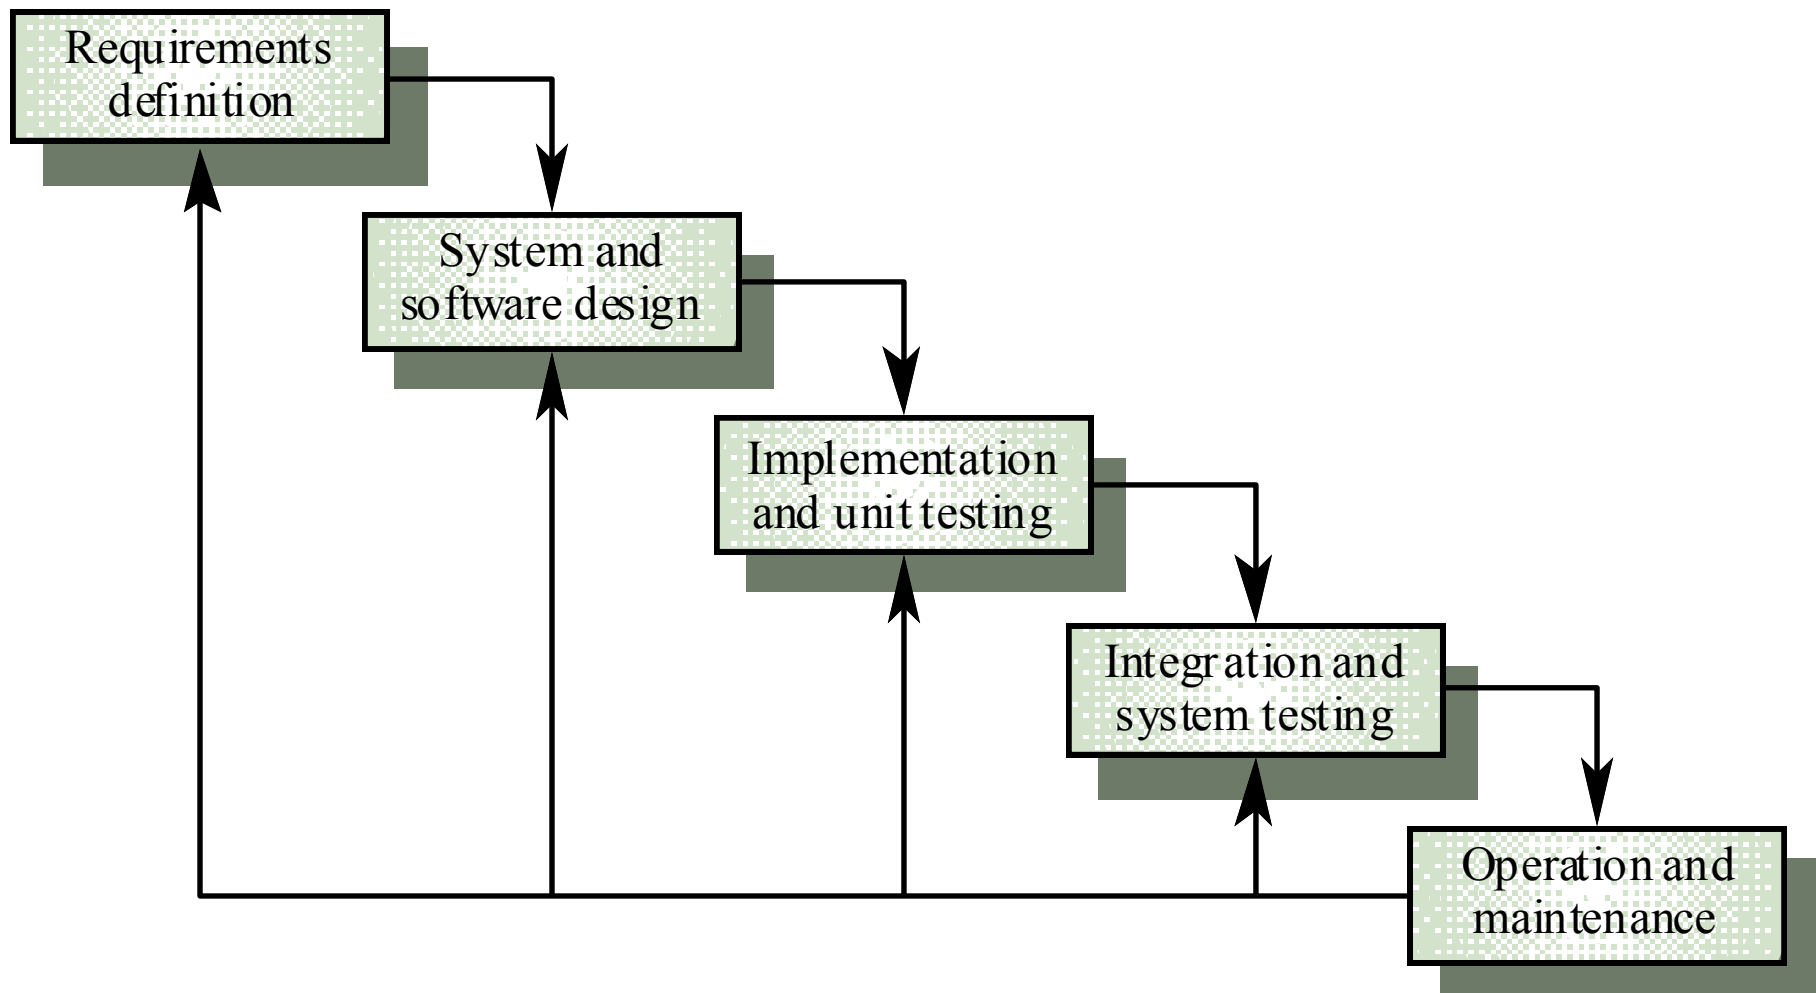 Requirements
definition
System and
software design
Implementation
and unit testing
Integration and
system testing
Operation and
maintenance